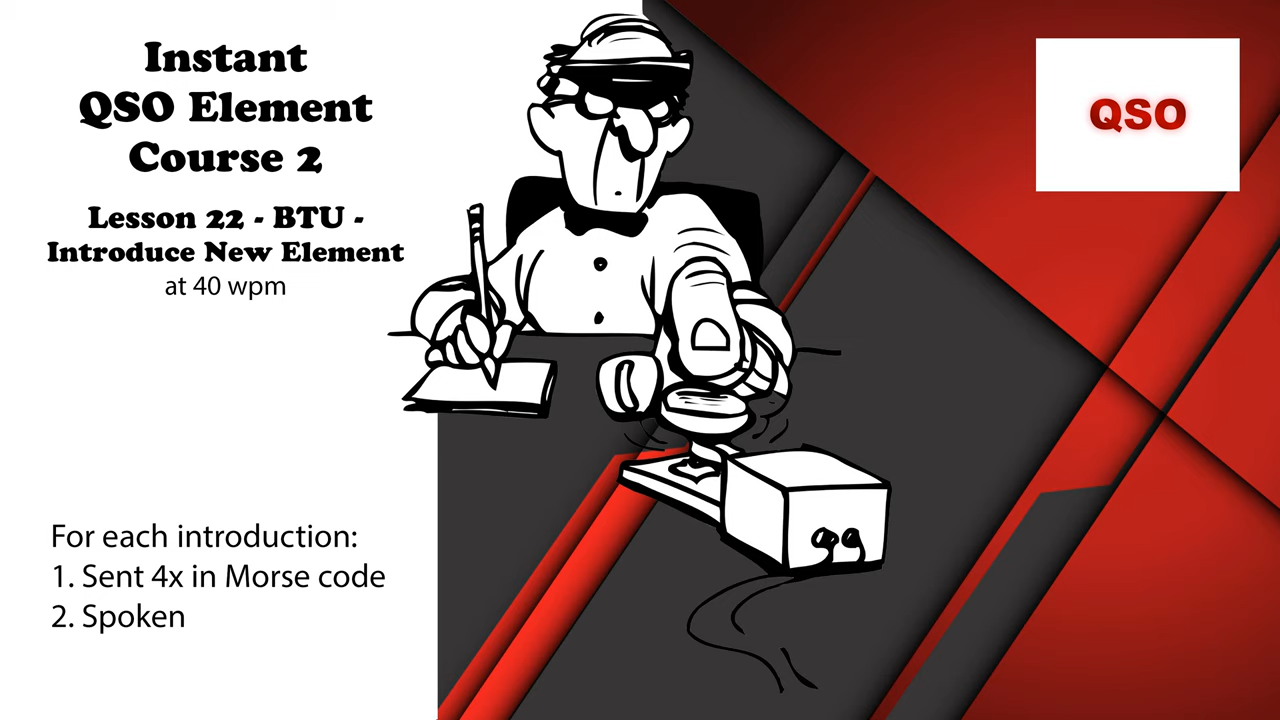 Instant
QSO Element
Course 2
Lesson 22 - BTU -
Introduce New Element
at 40 wpm
QSO
For each introduction:
1. Sent 4x in Morse code
2. Spoken